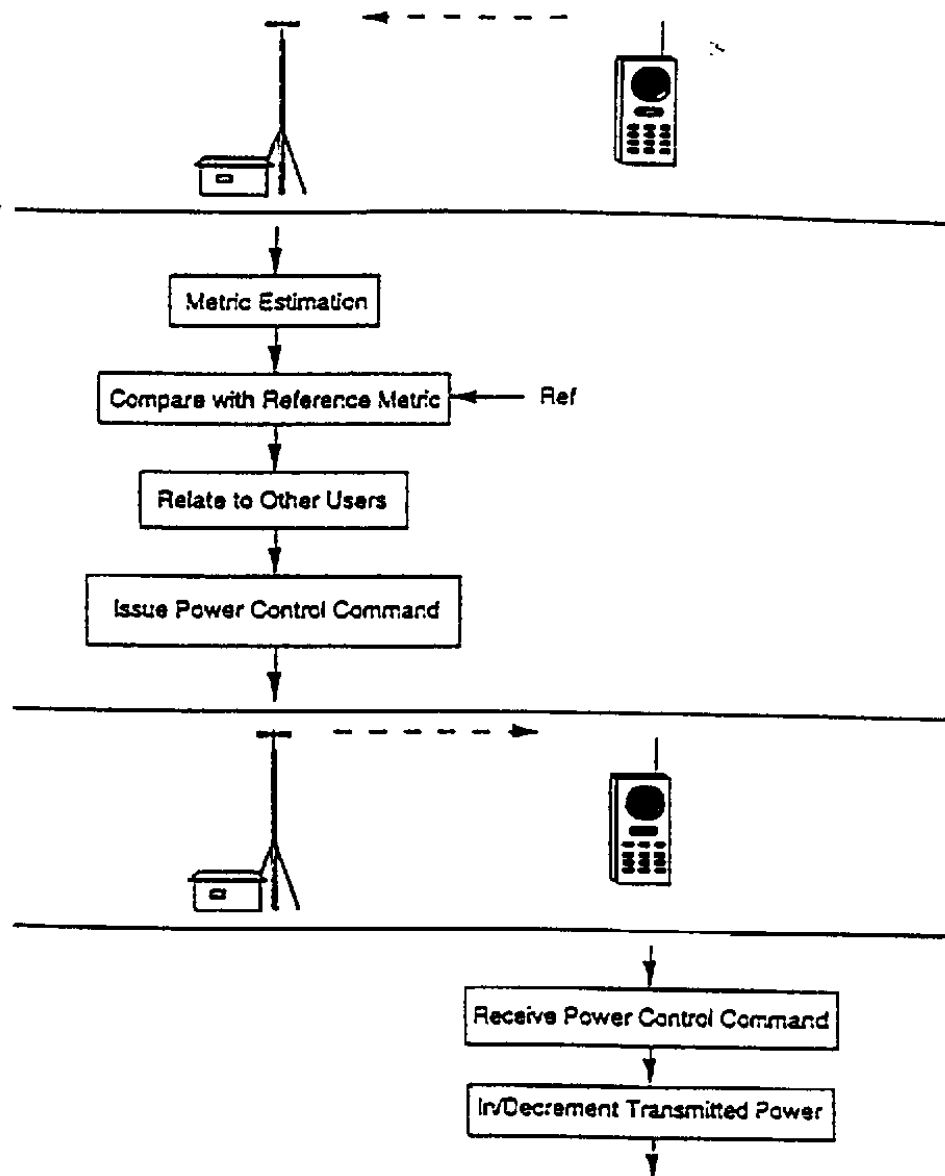 Metric Estimation
Compare with Reference Metric
Ref
Relate to Other Users
Issue Power Control Command
Receive Power Control Command
In/Decrement Transmitted Power